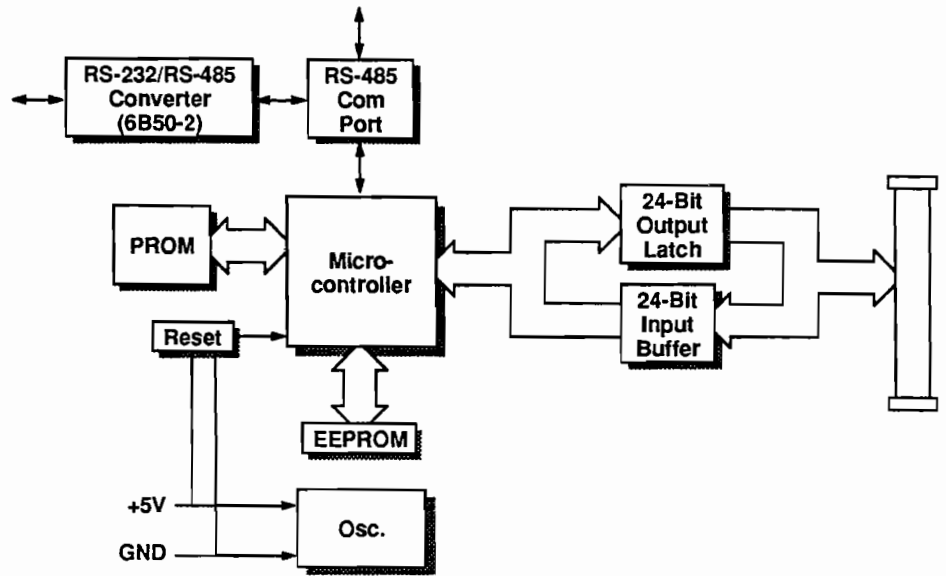 RS-232/RS-485
Converter
(6B50-2)
RS-485
Com
Port
PROM
Micro-
controller
24-Bit
Output
Latch
24-Bit
Input
Buffer
Reset
EEPROM
+5V
GND
Osc.